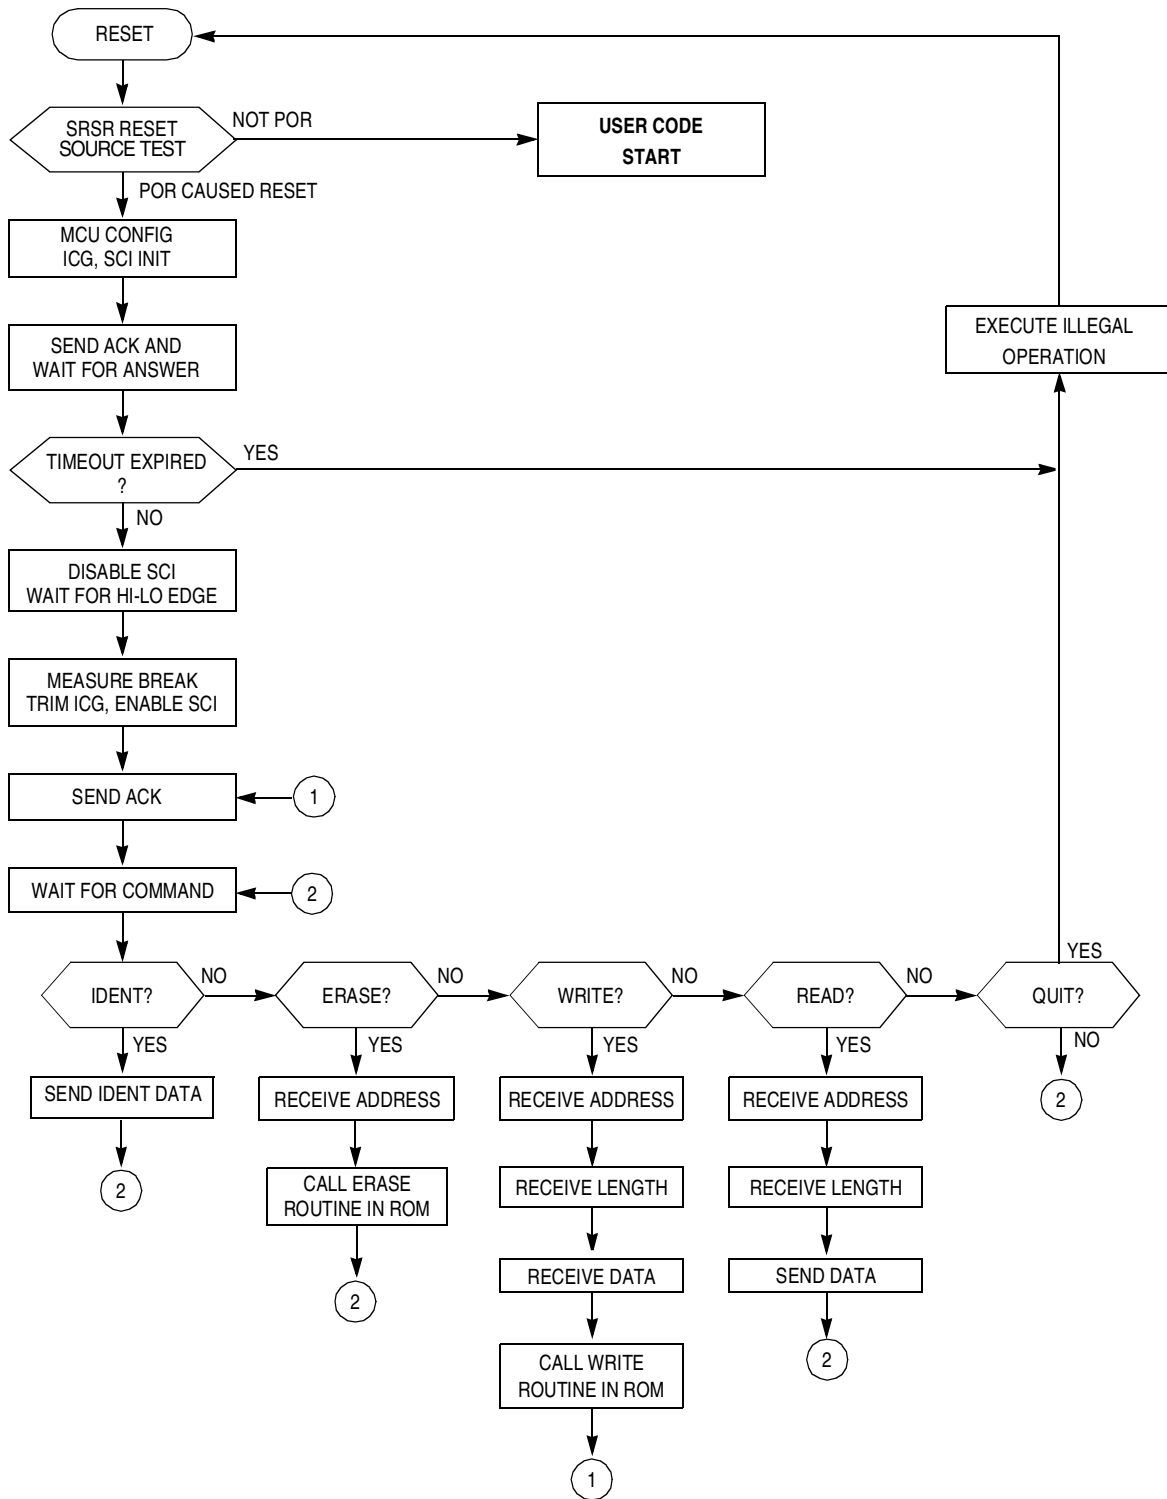 RESET
SRSR RESET
SOURCE TEST
NOT POR
USER CODE
START
POR CAUSED RESET
MCU CONFIG
ICG, SCI INIT
EXECUTE ILLEGAL
OPERATION
SEND ACK AND
WAIT FOR ANSWER
TIMEOUT EXPIRED
?
YES
NO
DISABLE SCI
WAIT FOR HI-LO EDGE
MEASURE BREAK
TRIM ICG, ENABLE SCI
SEND ACK
1
WAIT FOR COMMAND
2
IDENT?
NO
ERASE?
NO
WRITE?
NO
READ?
NO
QUIT?
YES
YES
YES
YES
YES
NO
SEND IDENT DATA
RECEIVE ADDRESS
RECEIVE ADDRESS
RECEIVE ADDRESS
2
2
CALL ERASE
ROUTINE IN ROM
RECEIVE LENGTH
RECEIVE LENGTH
2
RECEIVE DATA
SEND DATA
CALL WRITE
ROUTINE IN ROM
2
1